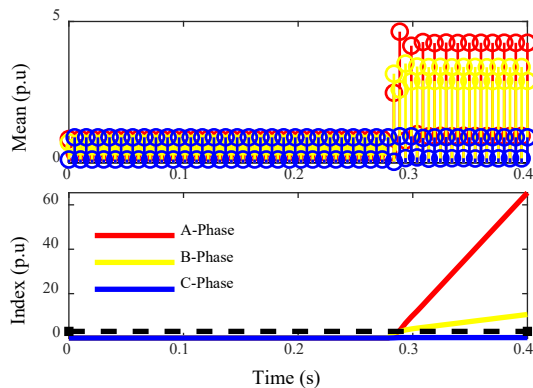 5
Mean (p.u)
0
0 0.1 0.2 0.3 0.4
60
40
20
0
Index (p.u)
A-Phase
B-Phase
C-Phase
0 0.1 0.2 0.3 0.4
Time (s)